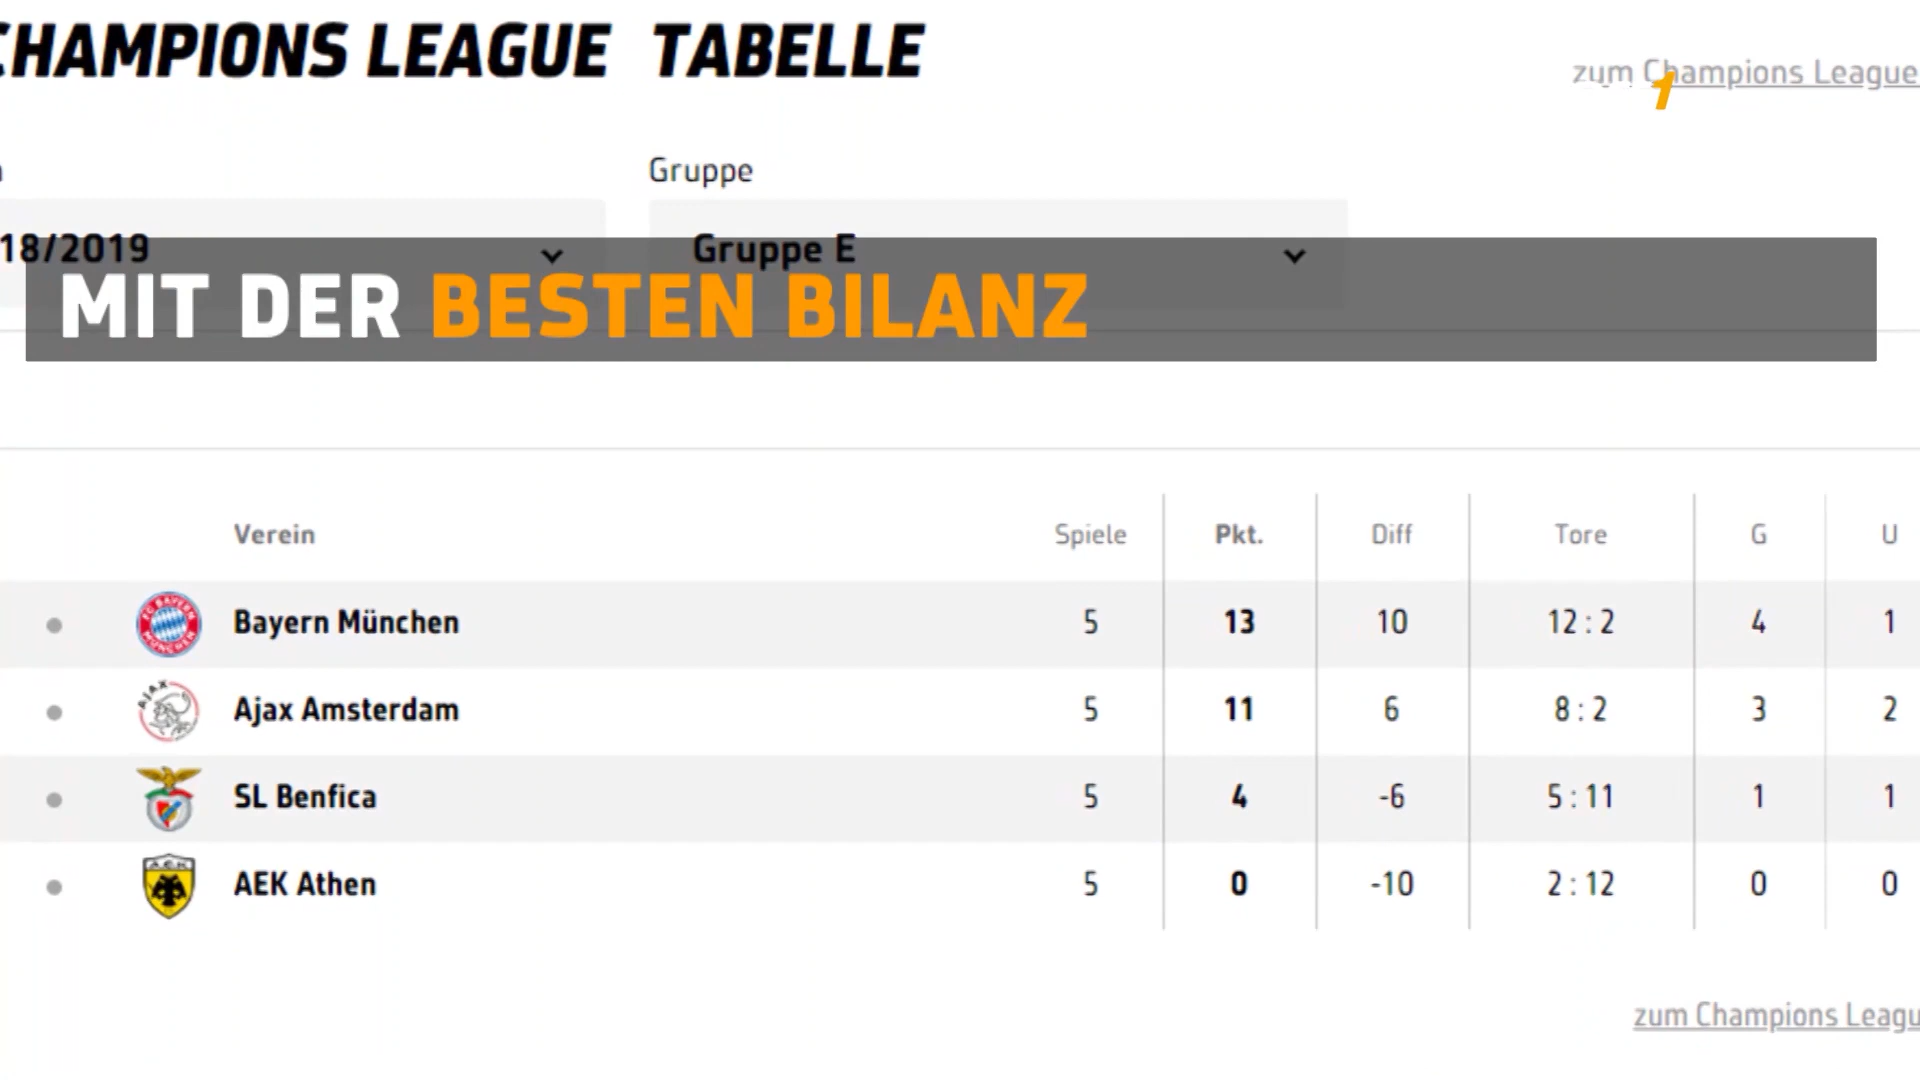 CHAMPIONS LEAGUE TABELLE
zum Champions League
1
Gruppe
18/2019
Gruppe E
MIT DER BESTEN BILANZ
Verein Spiele Pkt. Diff Tore G U
Bayern München 5 13 10 12 : 2 4 1
AJAX
Ajax Amsterdam 5 11 6 8 : 2 3 2
SL Benfica 5 4 -6 5 : 11 1 1
AEK
AEK Athen 5 0 -10 2 : 12 0 0
zum Champions Leagu